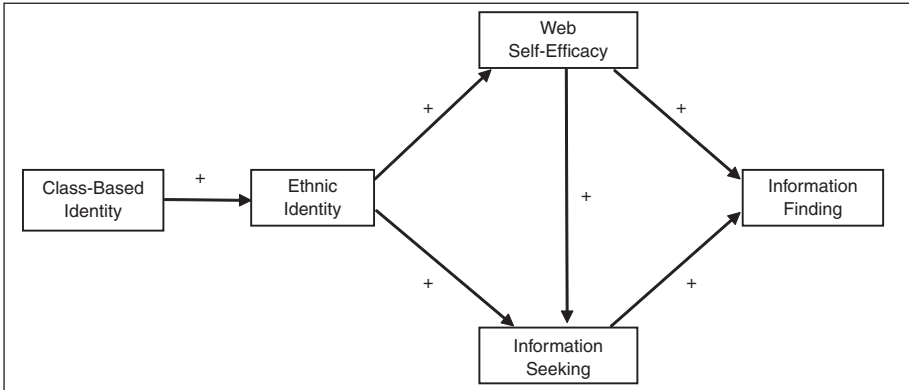 Web
Self-Efficacy
+
+
Class-Based
Identity
+
Ethnic
Identity
+
Information
Finding
+
+
Information
Seeking